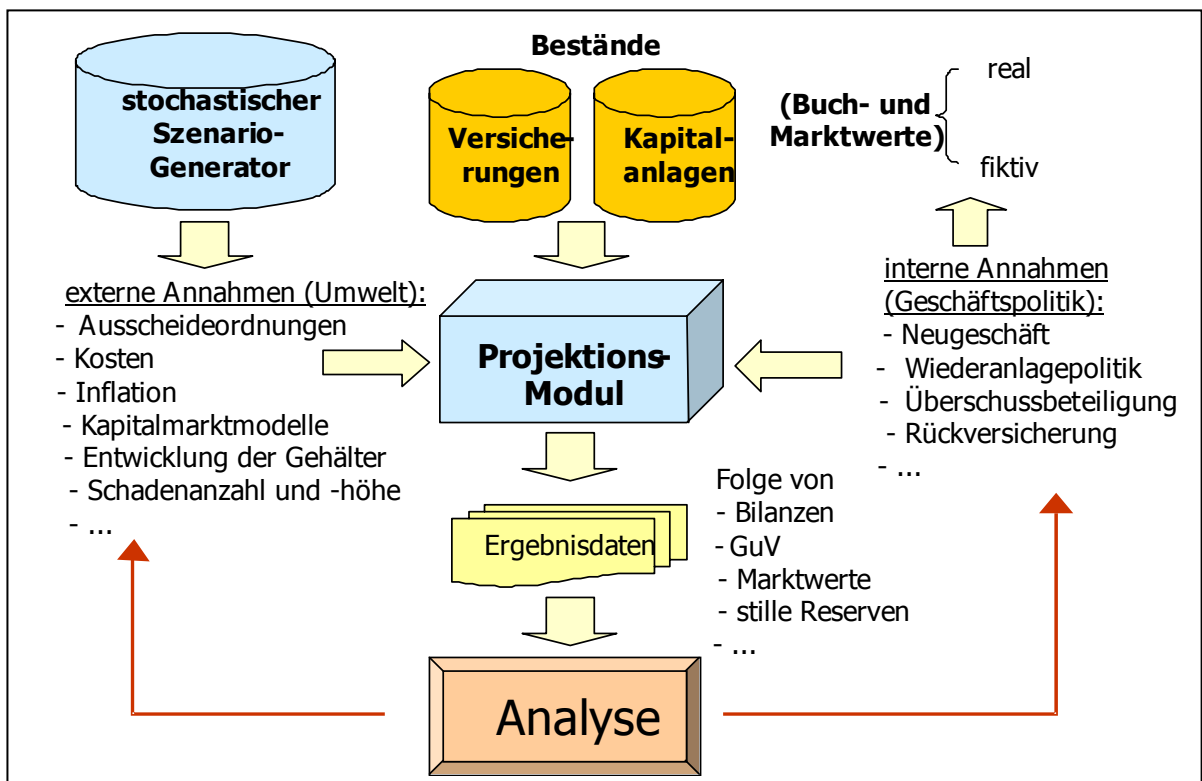 stochastischer
Szenario-
Generator
Bestände
Versiche-
rungen
Kapital-
anlagen
(Buch- und
Marktwerte)
real
fiktiv
externe Annahmen (Umwelt):
- Ausscheideordnungen
- Kosten
- Inflation
- Kapitalmarktmodelle
- Entwicklung der Gehälter
- Schadenanzahl und -höhe
- ...
Projektions-
Modul
interne Annahmen
(Geschäftspolitik):
- Neugeschäft
- Wiederanlagepolitik
- Überschussbeteiligung
- Rückversicherung
- ...
Ergebnisdaten
Folge von
- Bilanzen
- GuV
- Marktwerte
- stille Reserven
- ...
Analyse